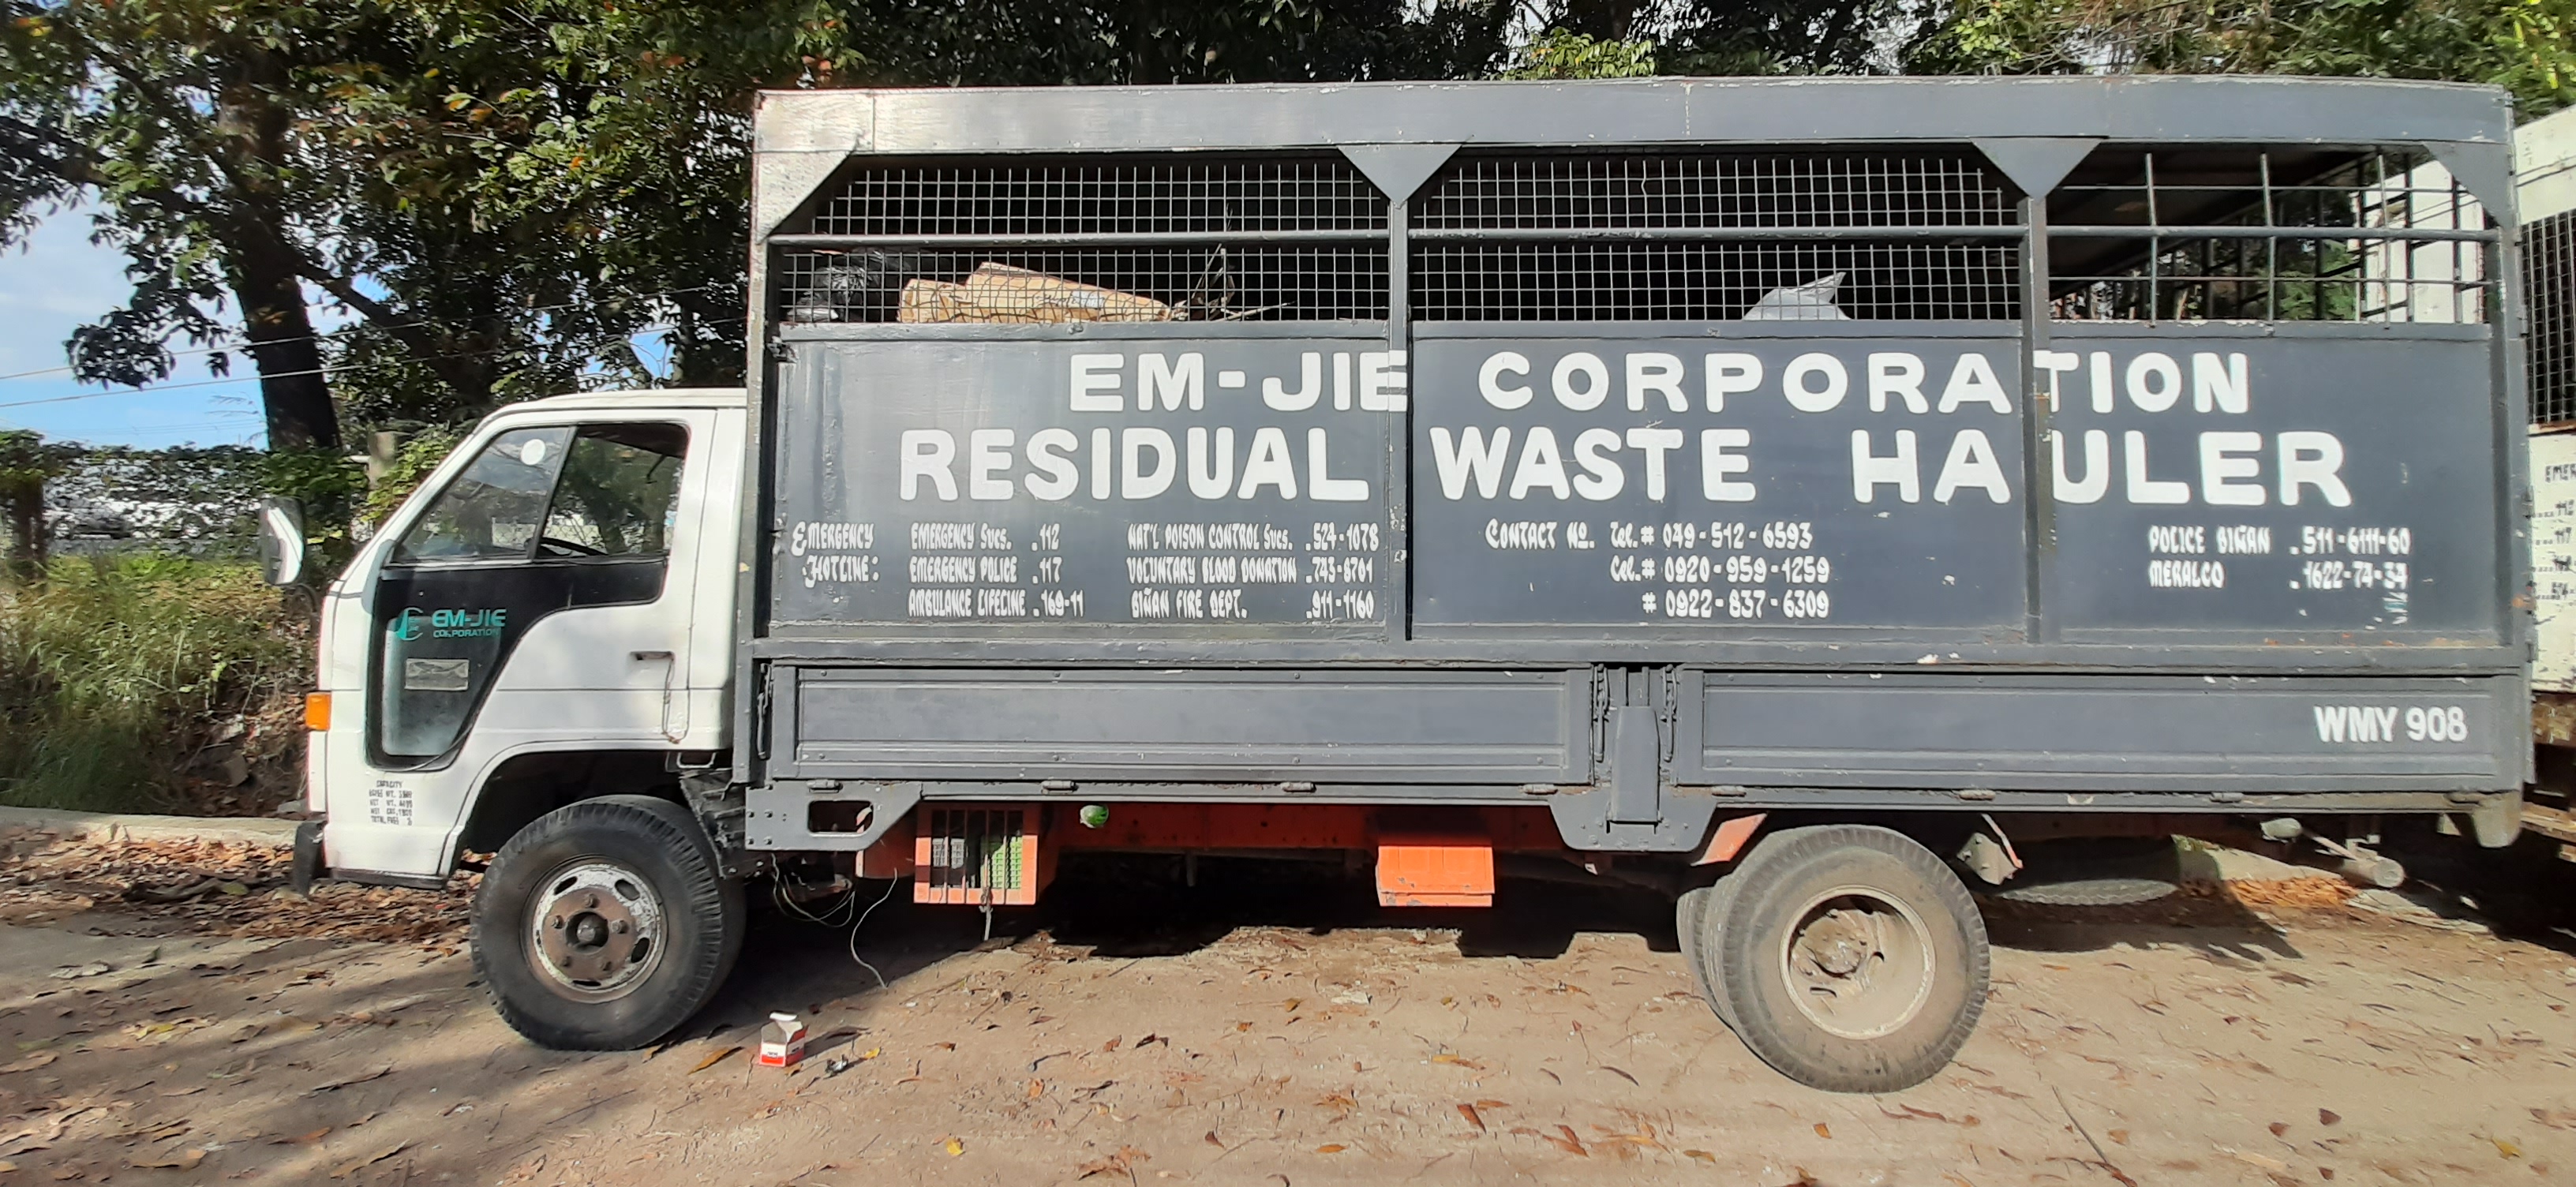 EM-JIE CORPORATION
RESIDUAL WASTE HAULER
EMERGENCY HOTLINE:
EMERGENCY Svcs. .112
EMERGENCY POLICE .117
AMBULANCE LIFELINE .169-11
NAT'L POISON CONTROL Svcs. .524-1078
VOLUNTARY BLOOD DONATION .743-8701
BIÑAN FIRE DEPT. .911-1160
CONTACT No. Tel.# 049-512-6593
Cel.# 0920-959-1259
# 0922-837-6309
POLICE BIÑAN .511-6111-60
MERALCO .1622-74-34
WMY 908
EM-JIE
CORPORATION
CAPACITY